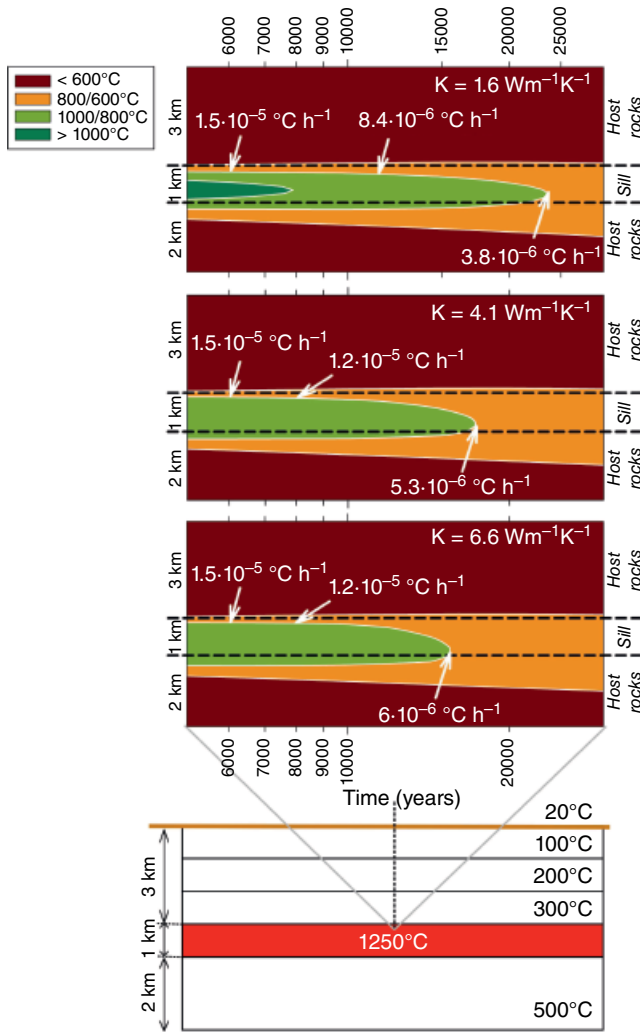 6000 7000 8000 9000 10000 15000 20000 25000
< 600°C
800/600°C
1000/800°C
> 1000°C
K = 1.6 Wm⁻¹K⁻¹
1.5·10⁻⁵ °C h⁻¹
8.4·10⁻⁶ °C h⁻¹
3.8·10⁻⁶ °C h⁻¹
3 km
1 km
2 km
Host rocks
Sill
Host rocks
K = 4.1 Wm⁻¹K⁻¹
1.5·10⁻⁵ °C h⁻¹
1.2·10⁻⁵ °C h⁻¹
5.3·10⁻⁶ °C h⁻¹
3 km
1 km
2 km
Host rocks
Sill
Host rocks
K = 6.6 Wm⁻¹K⁻¹
1.5·10⁻⁵ °C h⁻¹
1.2·10⁻⁵ °C h⁻¹
6·10⁻⁶ °C h⁻¹
3 km
1 km
2 km
Host rocks
Sill
Host rocks
6000 7000 8000 9000 10000 20000
Time (years)
20°C
100°C
200°C
300°C
1250°C
500°C
3 km
1 km
2 km